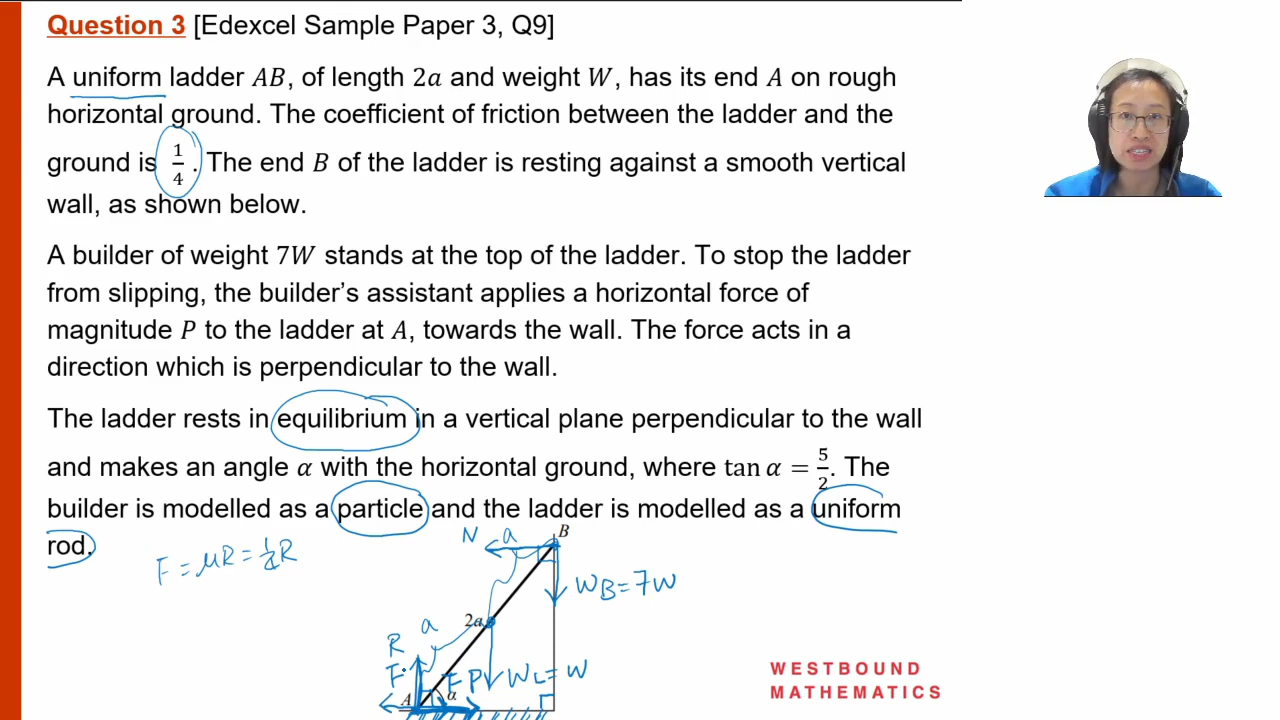 Question 3 [Edexcel Sample Paper 3, Q9]
A uniform ladder AB, of length 2a and weight W, has its end A on rough
horizontal ground. The coefficient of friction between the ladder and the
ground is 1/4. The end B of the ladder is resting against a smooth vertical
wall, as shown below.
A builder of weight 7W stands at the top of the ladder. To stop the ladder
from slipping, the builder's assistant applies a horizontal force of
magnitude P to the ladder at A, towards the wall. The force acts in a
direction which is perpendicular to the wall.
The ladder rests in equilibrium in a vertical plane perpendicular to the wall
and makes an angle α with the horizontal ground, where tan α = 5/2. The
builder is modelled as a particle and the ladder is modelled as a uniform
rod.
N a B
F = μR = 1/4 R
W_B = 7W
2a
a
R
F F P W_L = W
A α
WESTBOUND
MATHEMATICS